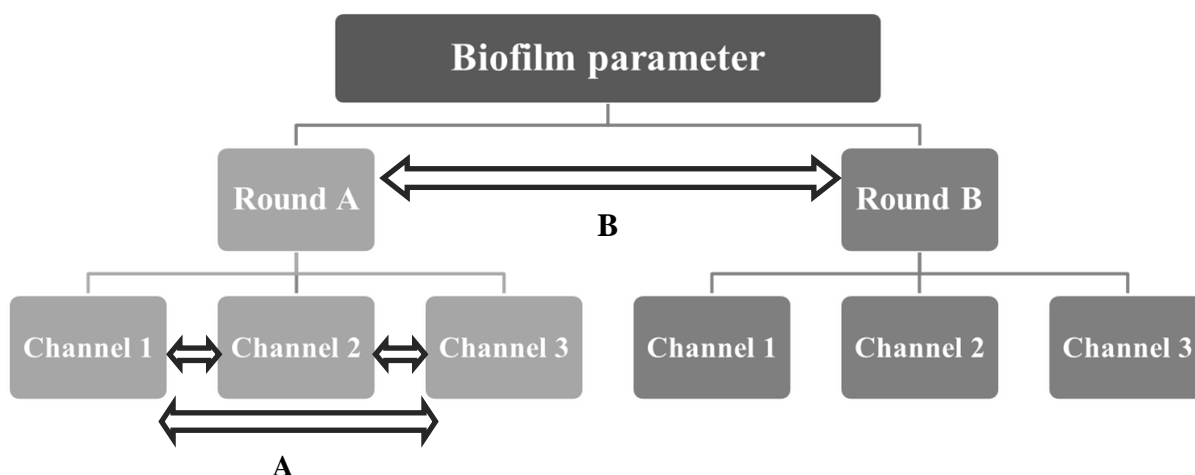 Biofilm parameter
Round A
Round B
B
Channel 1
Channel 2
Channel 3
Channel 1
Channel 2
Channel 3
A